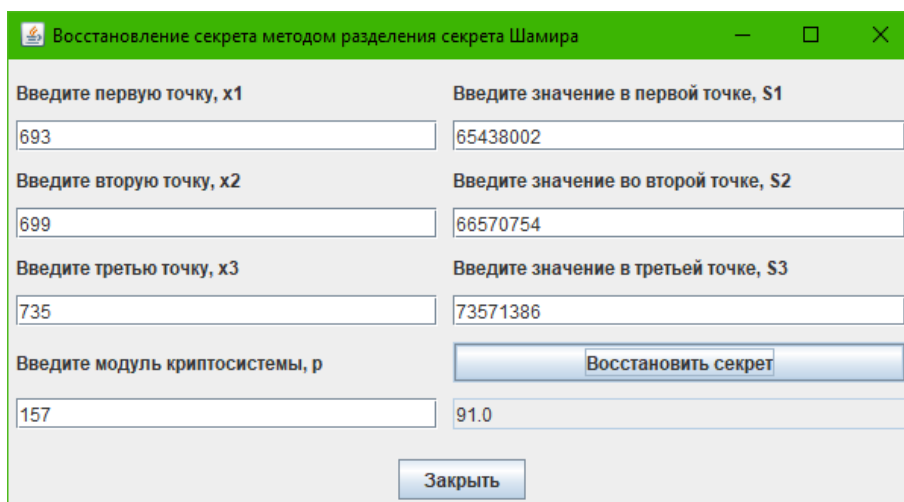 Восстановление секрета методом разделения секрета Шамира
Введите первую точку, x1
Введите значение в первой точке, S1
693
65438002
Введите вторую точку, x2
Введите значение во второй точке, S2
699
66570754
Введите третью точку, x3
Введите значение в третьей точке, S3
735
73571386
Введите модуль криптосистемы, p
Восстановить секрет
157
91.0
Закрыть